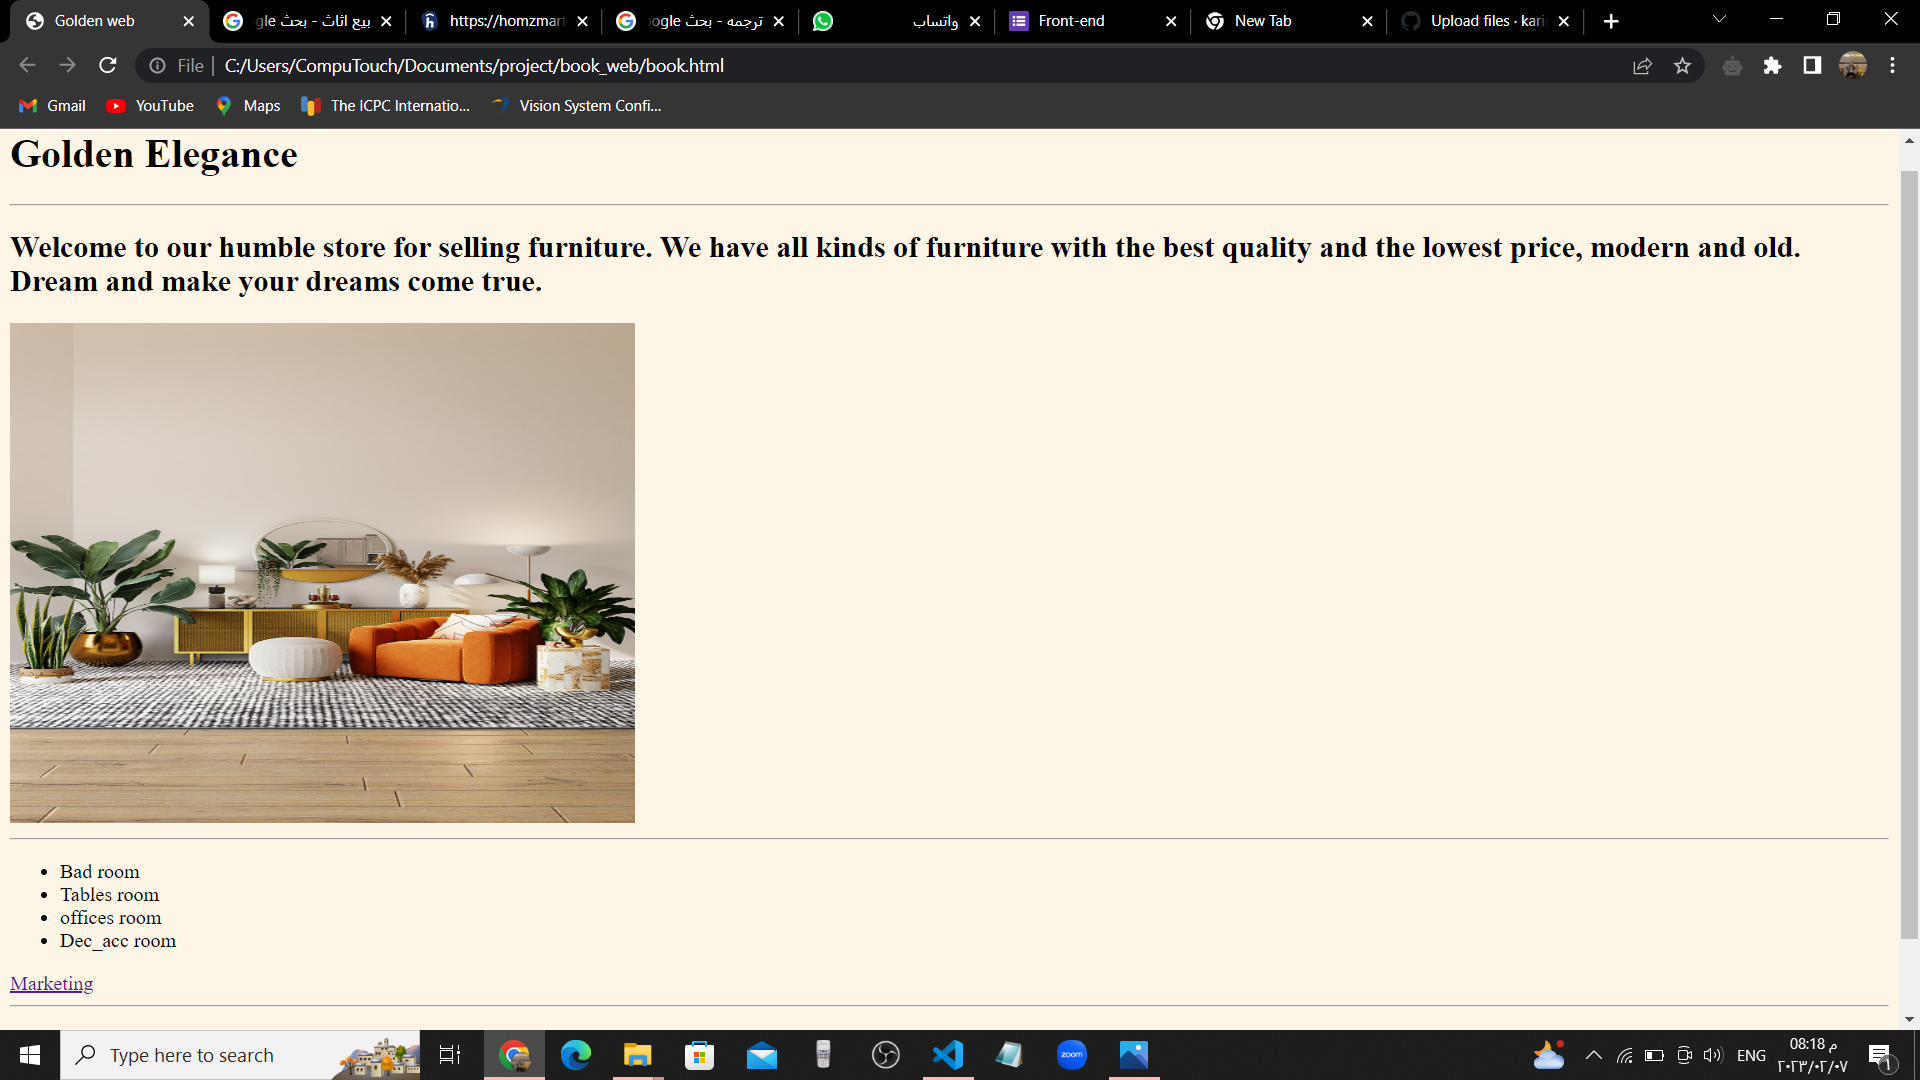 Golden web
بيع اثاث - بحث gle
https://homzmart
ترجمه - بحث oogle
واتساب
Front-end
New Tab
Upload files · kari
File
C:/Users/CompuTouch/Documents/project/book_web/book.html
Gmail
YouTube
Maps
The ICPC Internatio...
Vision System Confi...
Golden Elegance
Welcome to our humble store for selling furniture. We have all kinds of furniture with the best quality and the lowest price, modern and old.
Dream and make your dreams come true.
Bad room
Tables room
offices room
Dec_acc room
Marketing
Type here to search
zoom
ENG
08:18 م
٢٠٢٣/٠٢/٠٧
١